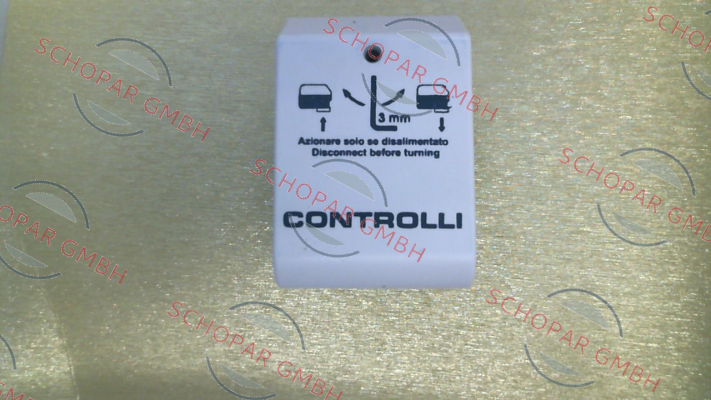 3 mm
Azionare solo se disalimentato
Disconnect before turning
CONTROLLI
SCHOPAR GMBH
SCHOPAR GMBH
SCHOPAR GMBH
SCHOPAR GMBH
SCHOPAR GMBH
SCHOPAR GMBH
SCHOPAR GMBH
SCHOPAR